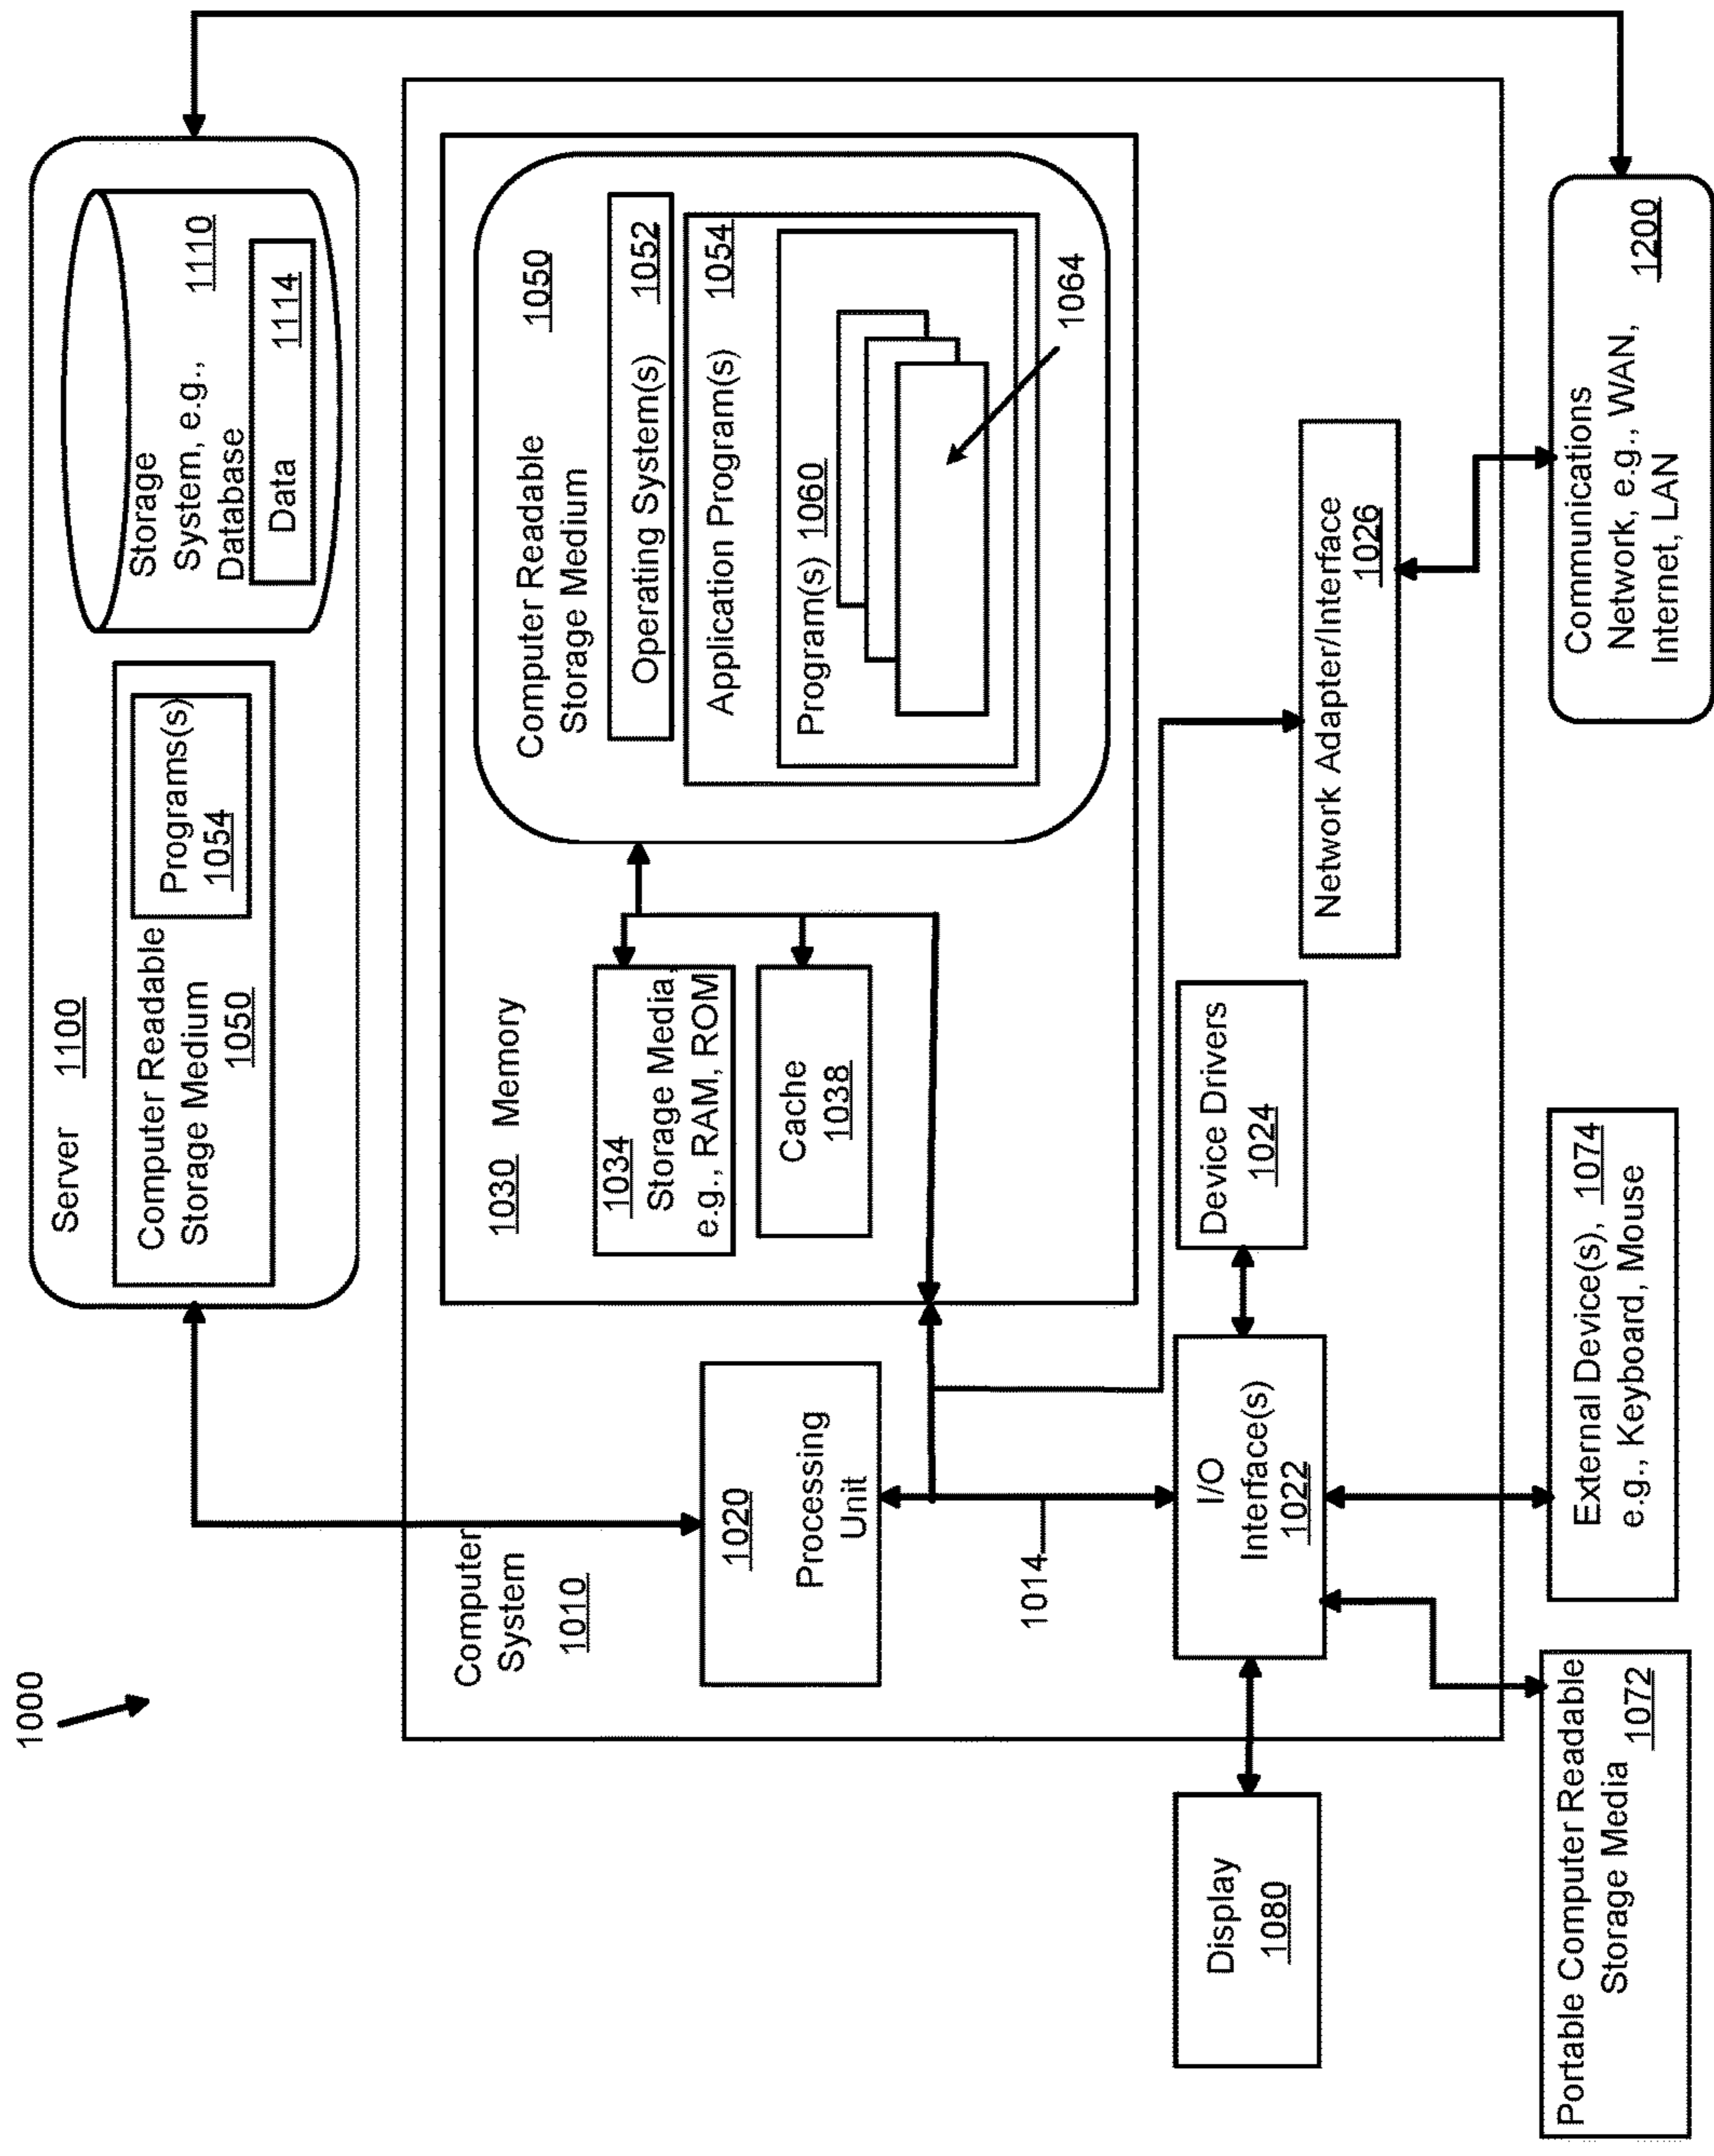 1000
Server 1100
Computer Readable
Storage Medium
1050
Programs(s)
1054
Storage
System, e.g., 1110
Database
Data 1114
Computer
System
1010
1020
Processing
Unit
1030 Memory
1034
Storage Media,
e.g., RAM, ROM
Cache
1038
Computer Readable
Storage Medium 1050
Operating System(s) 1052
Application Program(s) 1054
Program(s) 1060
1064
1014
I/O
Interface(s)
1022
Device Drivers
1024
Network Adapter/Interface
1026
Display
1080
Portable Computer Readable
Storage Media 1072
External Device(s), 1074
e.g., Keyboard, Mouse
Communications
Network, e.g., WAN,
Internet, LAN 1200